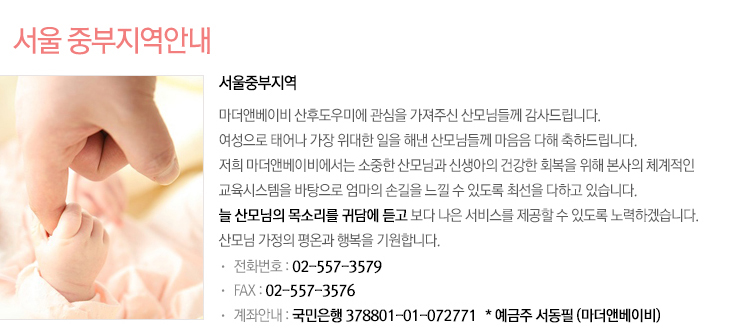 서울 중부지역안내
서울중부지역
마더앤베이비 산후도우미에 관심을 가져주신 산모님들께 감사드립니다.
여성으로 태어나 가장 위대한 일을 해낸 산모님들께 마음음 다해 축하드립니다.
저희 마더앤베이비에서는 소중한 산모님과 신생아의 건강한 회복을 위해 본사의 체계적인
교육시스템을 바탕으로 엄마의 손길을 느낄 수 있도록 최선을 다하고 있습니다.
늘 산모님의 목소리를 귀담에 듣고 보다 나은 서비스를 제공할 수 있도록 노력하겠습니다.
산모님 가정의 평온과 행복을 기원합니다.
· 전화번호 : 02-557-3579
· FAX : 02-557-3576
· 계좌안내 : 국민은행 378801-01-072771 * 예금주 서동필 (마더앤베이비)